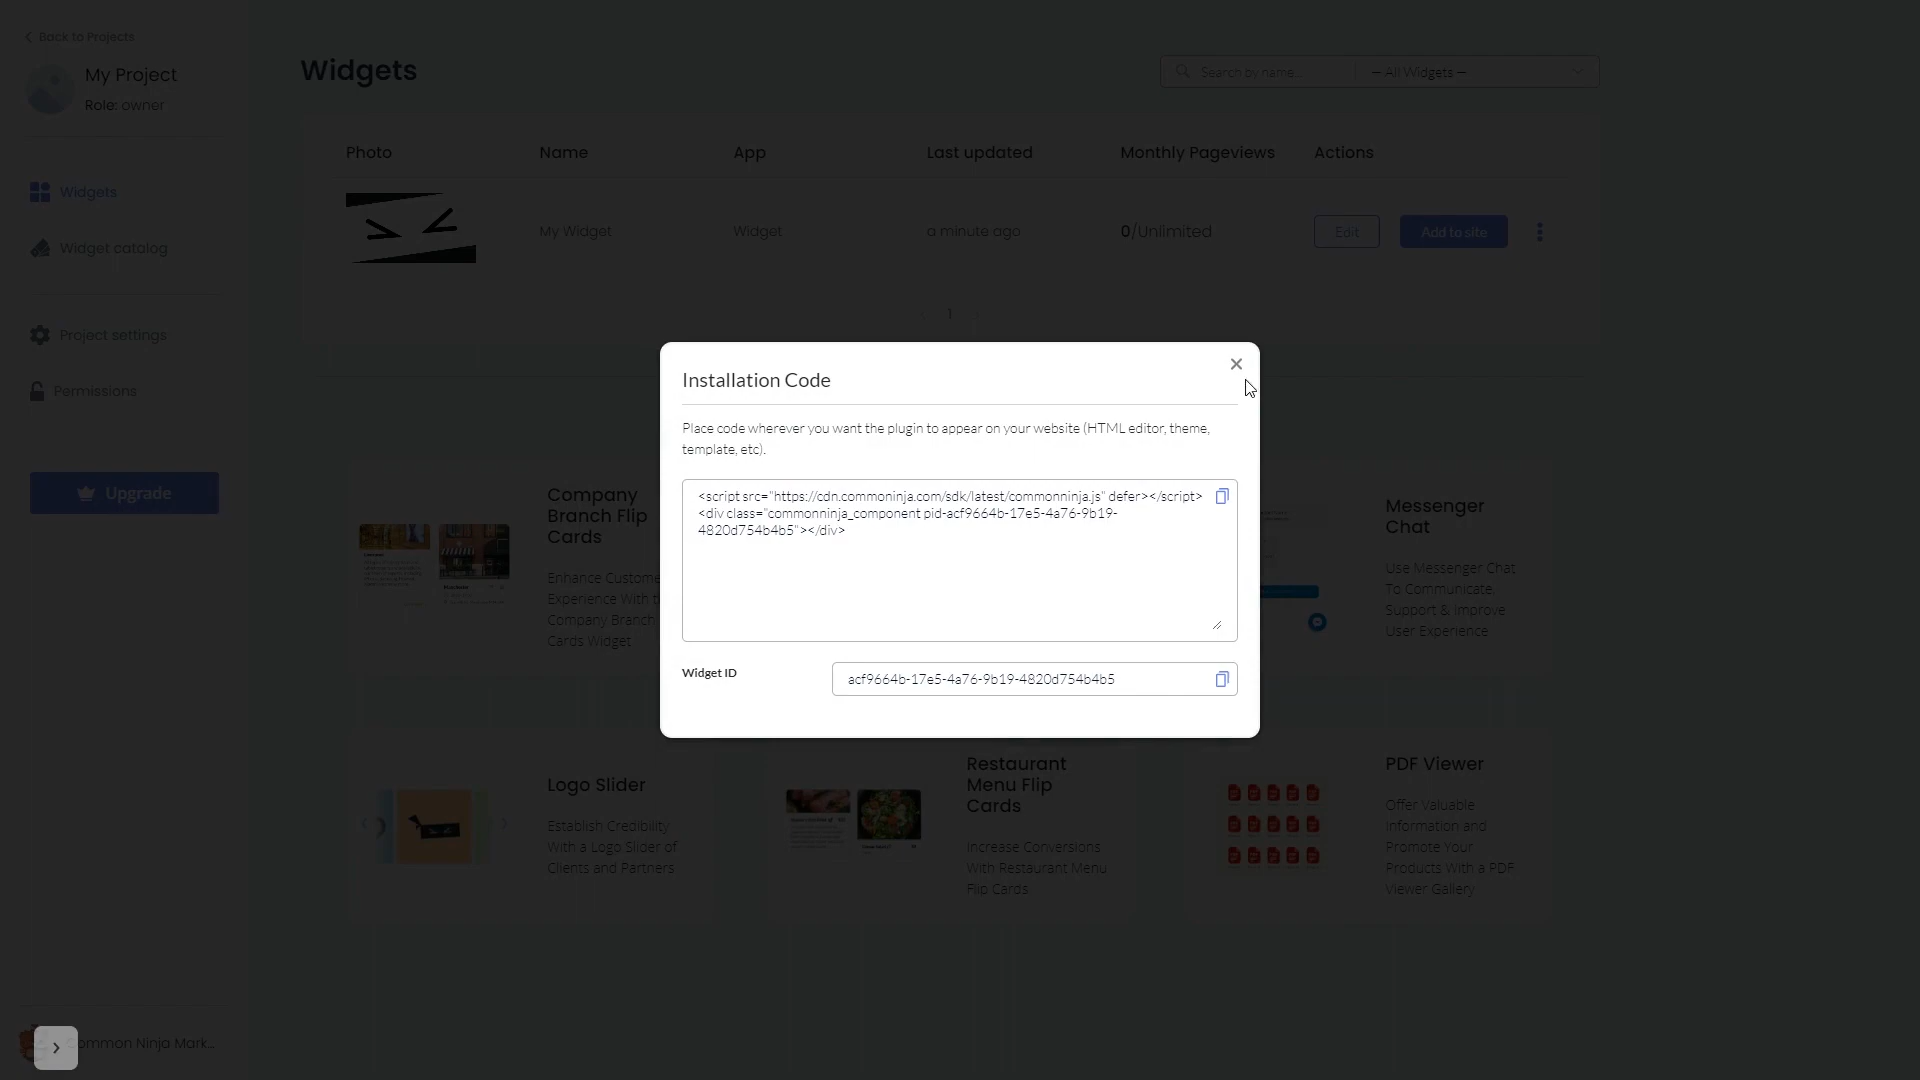 Back to Projects
My Project
Role: owner
Widgets
Widget catalog
Project settings
Permissions
Upgrade
Common Ninja Mark...
Widgets
Search by name...
— All Widgets —
Photo
Name
App
Last updated
Monthly Pageviews
Actions
My Widget
Widget
a minute ago
0/Unlimited
Edit
Add to site
1
Installation Code
Place code wherever you want the plugin to appear on your website (HTML editor, theme,
template, etc).
<script src="https://cdn.commoninja.com/sdk/latest/commonninja.js" defer></script>
<div class="commonninja_component pid-acf9664b-17e5-4a76-9b19-
4820d754b4b5"></div>
Widget ID
acf9664b-17e5-4a76-9b19-4820d754b4b5
Company
Branch Flip
Cards
Enhance Custome
Experience With t
Company Branch
Cards Widget
Messenger
Chat
Use Messenger Chat
To Communicate,
Support & Improve
User Experience
Logo Slider
Establish Credibility
With a Logo Slider of
Clients and Partners
Restaurant
Menu Flip
Cards
Increase Conversions
With Restaurant Menu
Flip Cards
PDF Viewer
Offer Valuable
Information and
Promote Your
Products With a PDF
Viewer Gallery